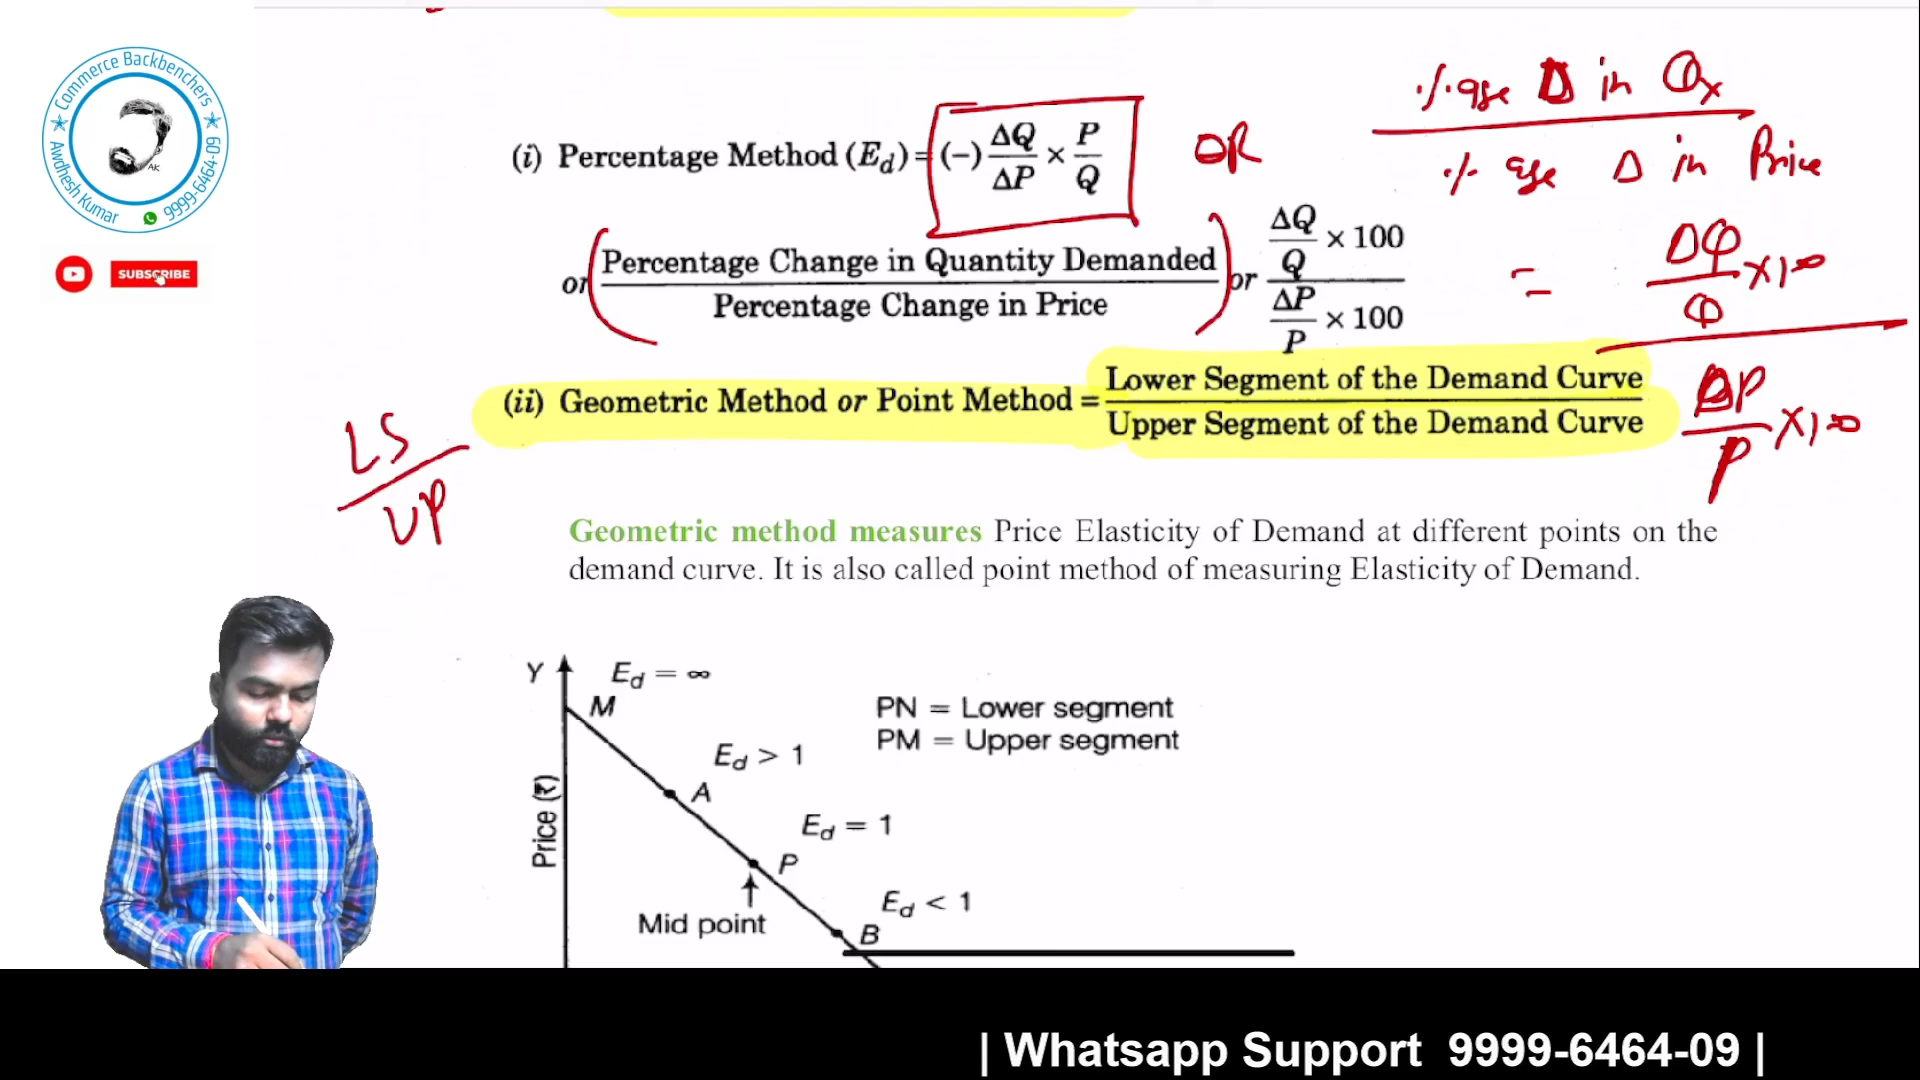 Commerce Backbenchers
Awdhesh Kumar
9999-6464-09
AK
SUBSCRIBE
(i) Percentage Method (Ed) = (−) ΔQ/ΔP × P/Q
OR
%age Δ in Qx
% age Δ in Price
or Percentage Change in Quantity Demanded / Percentage Change in Price or ΔQ/Q × 100 / ΔP/P × 100
= ΔQ/Q ×100
ΔP/P ×100
(ii) Geometric Method or Point Method = Lower Segment of the Demand Curve / Upper Segment of the Demand Curve
LS
UP
Geometric method measures Price Elasticity of Demand at different points on the
demand curve. It is also called point method of measuring Elasticity of Demand.
Y
Ed = ∞
M
PN = Lower segment
PM = Upper segment
Ed > 1
A
Price (₹)
Ed = 1
P
Mid point
Ed < 1
B
| Whatsapp Support 9999-6464-09 |